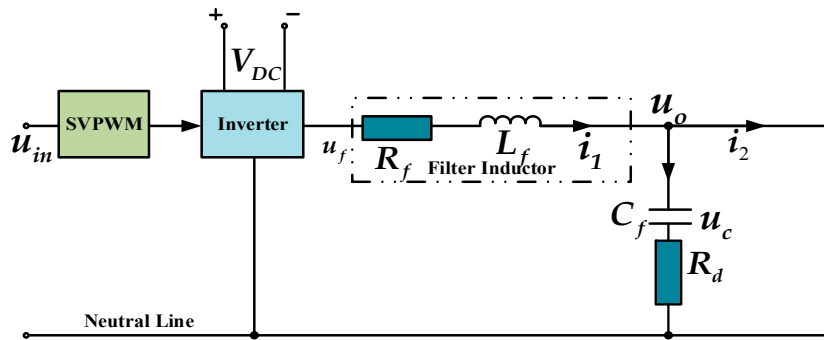 + −
V_DC
SVPWM
Inverter
u_in
u_f
R_f
L_f
i_1
Filter Inductor
u_o
i_2
C_f
u_c
R_d
Neutral Line